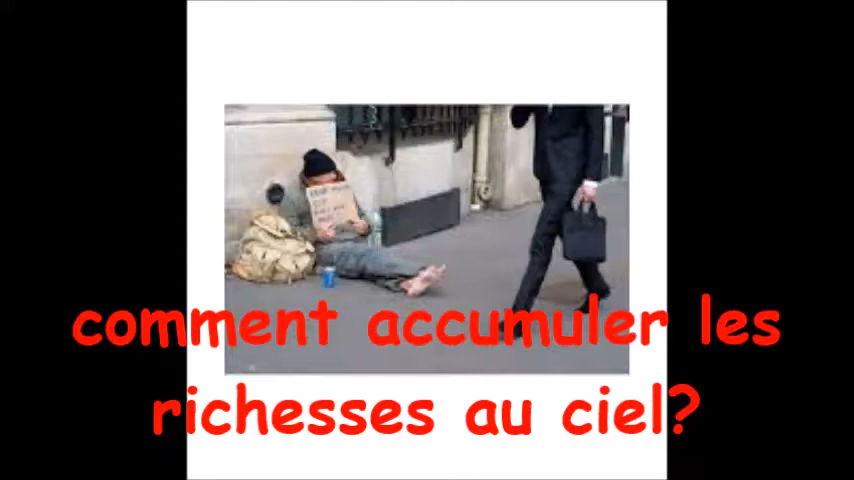 comment accumuler les
richesses au ciel?